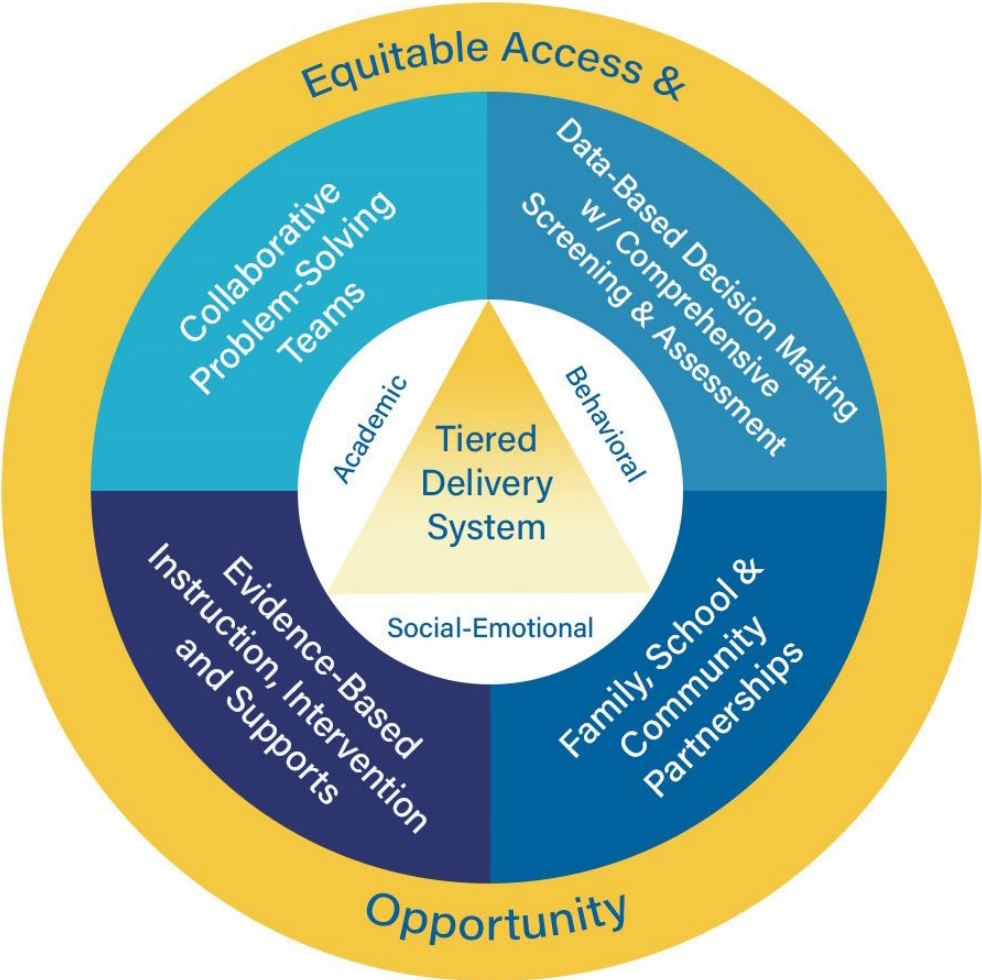 Equitable Access &
Collaborative
Problem-Solving
Teams
Data-Based Decision Making
w/ Comprehensive
Screening & Assessment
Academic
Behavioral
Tiered
Delivery
System
Social-Emotional
Evidence-Based
Instruction, Intervention
and Supports
Family, School &
Community
Partnerships
Opportunity